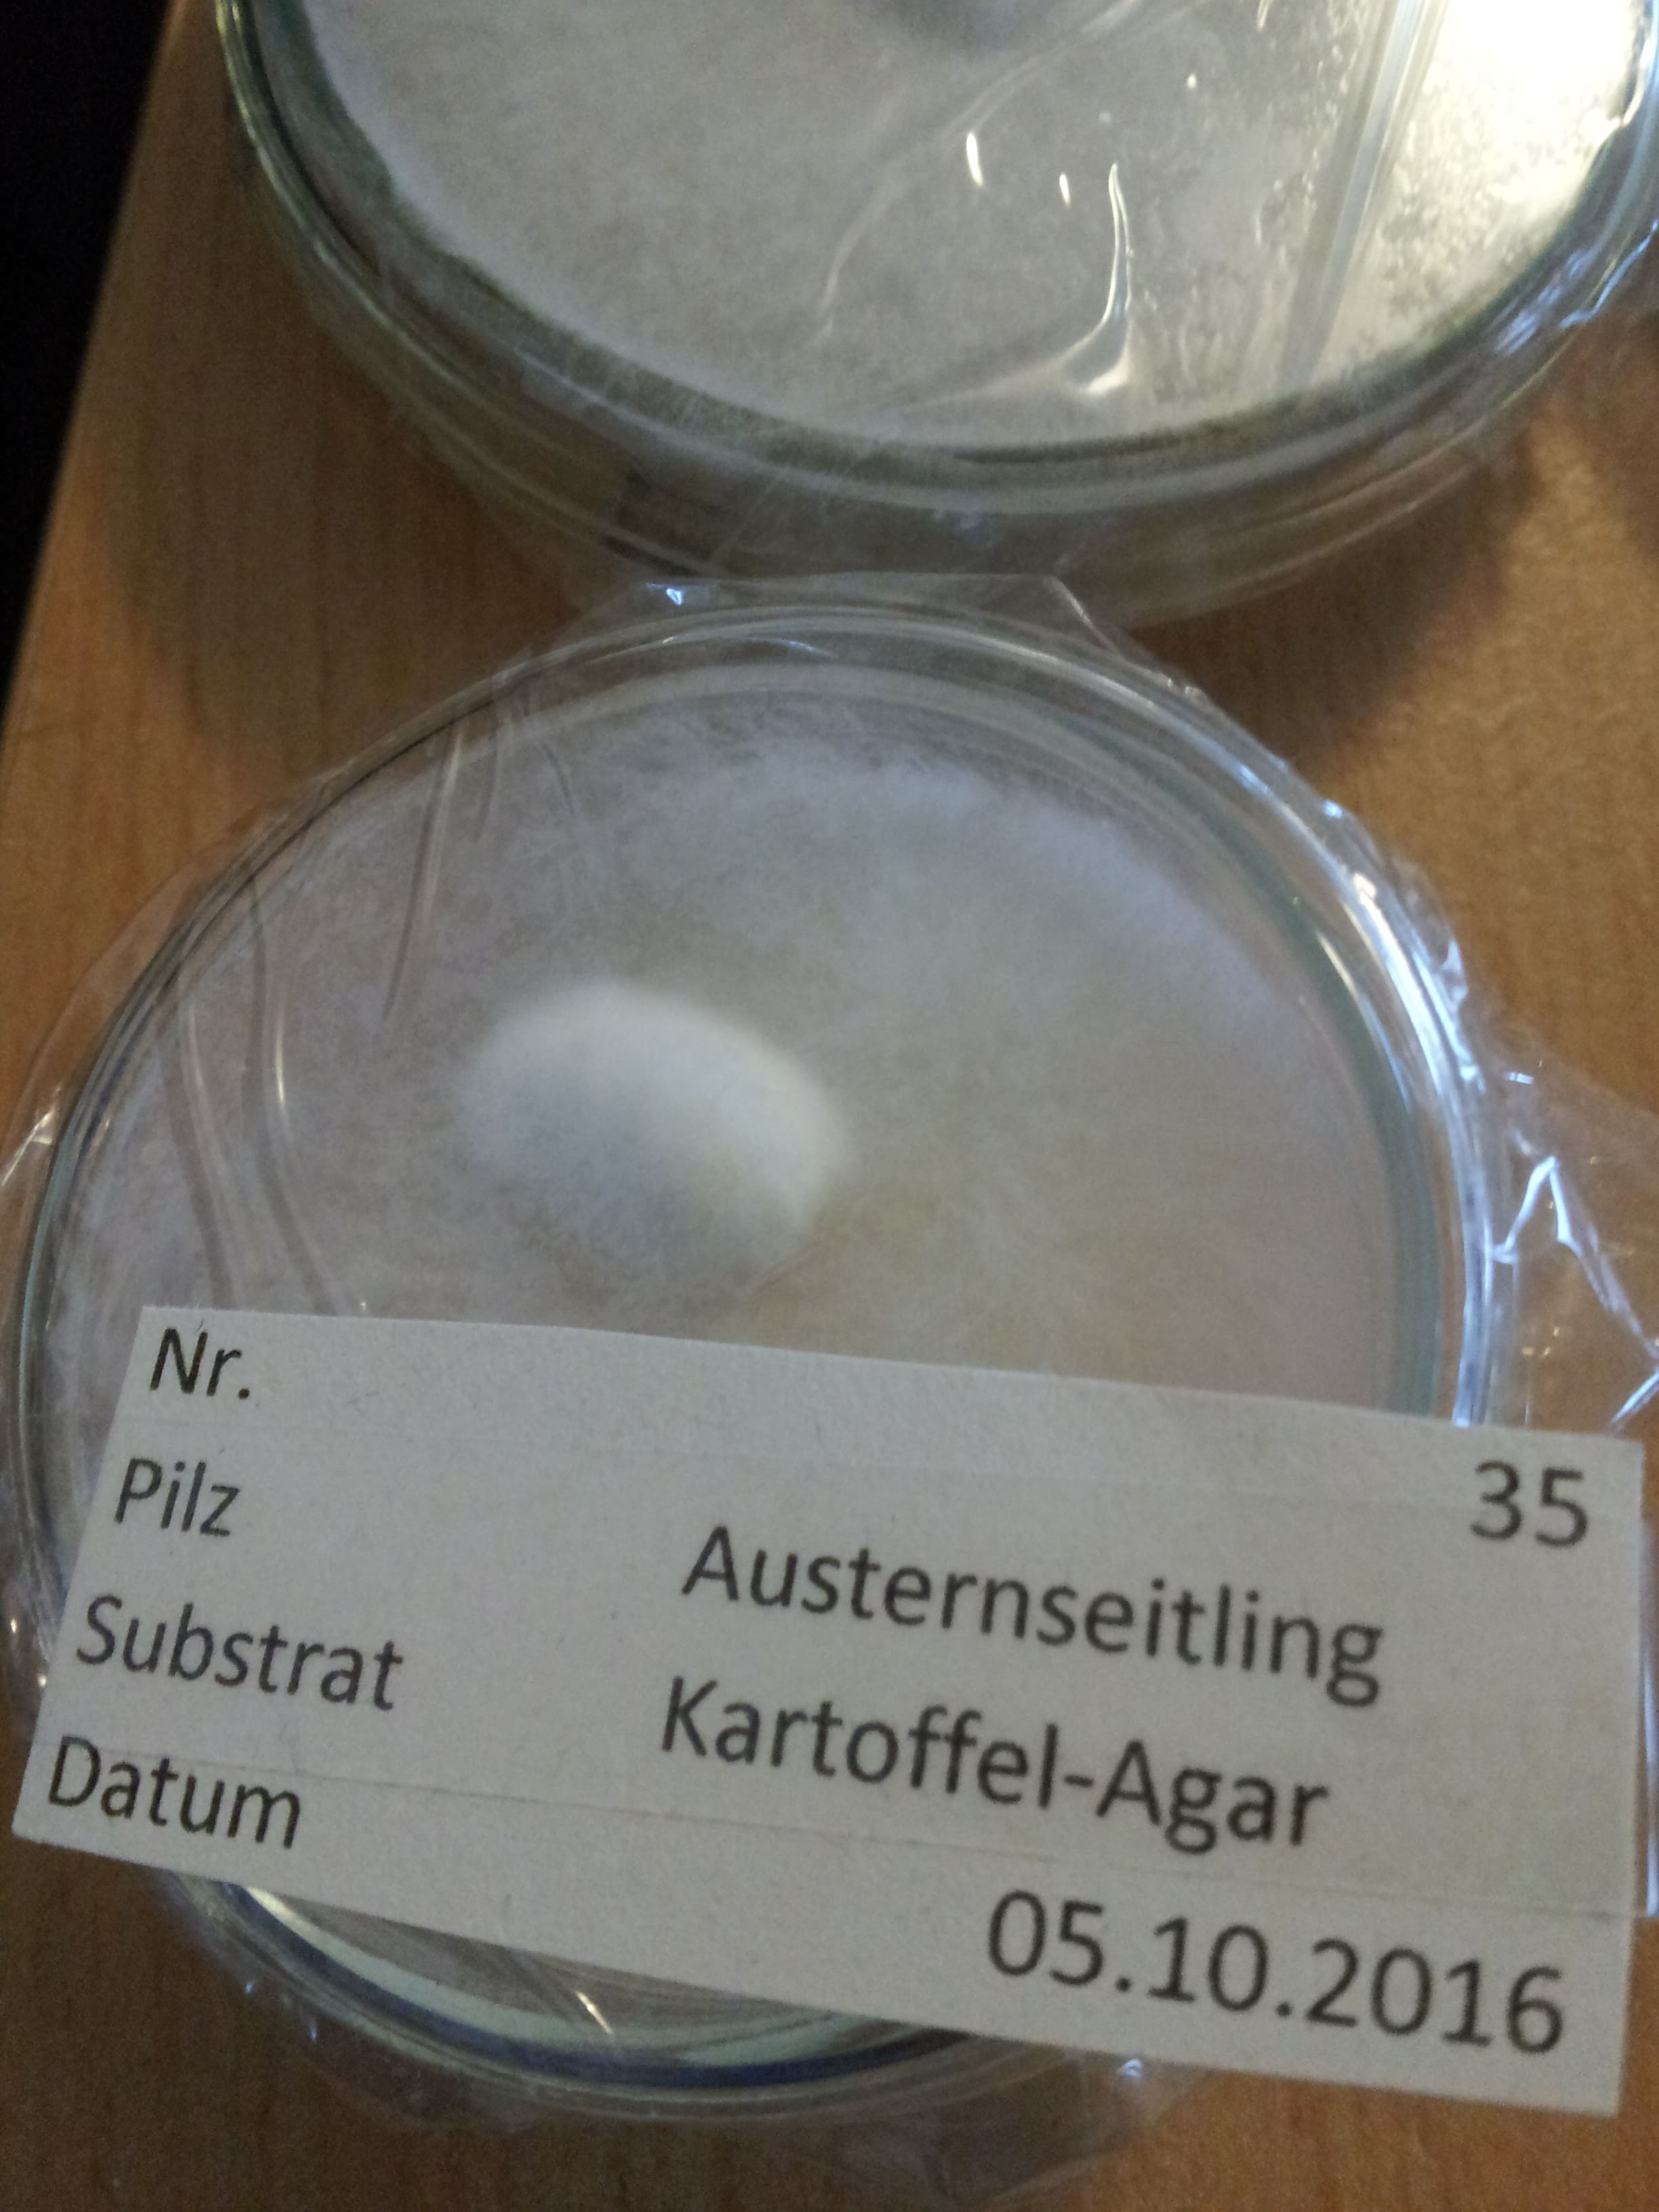 Nr. 35
Pilz Austernseitling
Substrat Kartoffel-Agar
Datum 05.10.2016